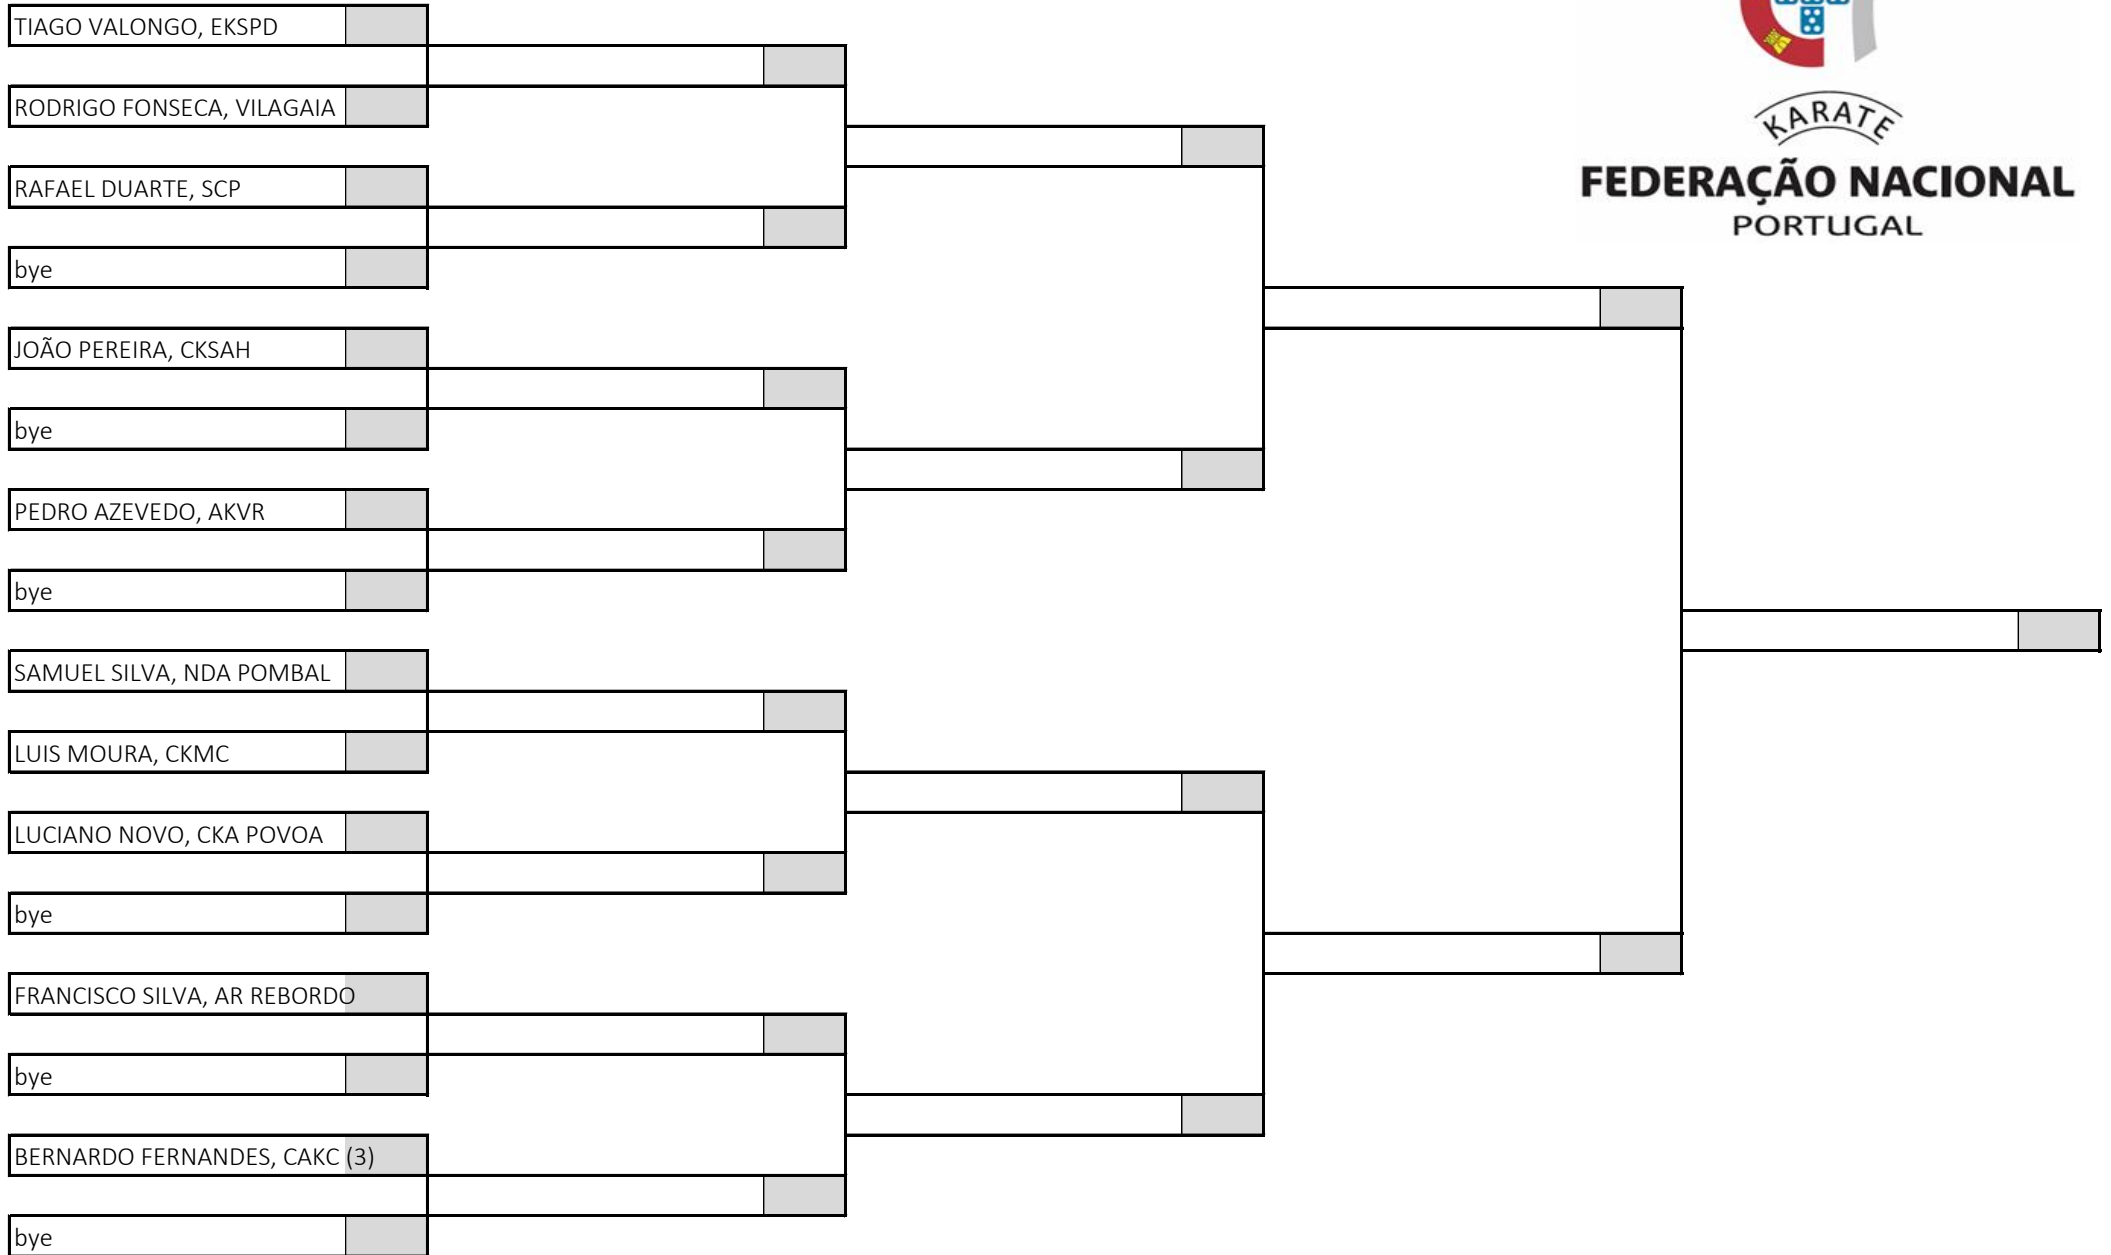 TIAGO VALONGO, EKSPD
RODRIGO FONSECA, VILAGAIA
RAFAEL DUARTE, SCP
bye
JOÃO PEREIRA, CKSAH
bye
PEDRO AZEVEDO, AKVR
bye
SAMUEL SILVA, NDA POMBAL
LUIS MOURA, CKMC
LUCIANO NOVO, CKA POVOA
bye
FRANCISCO SILVA, AR REBORDO
bye
BERNARDO FERNANDES, CAKC (3)
bye
KARATE
FEDERAÇÃO NACIONAL
PORTUGAL